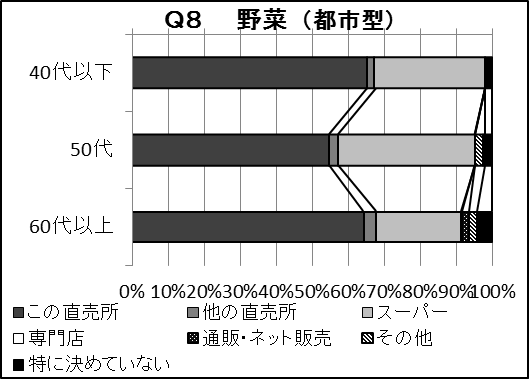 Q8　野菜（都市型）
40代以下
50代
60代以上
0% 10% 20% 30% 40% 50% 60% 70% 80% 90% 100%
■この直売所 ■他の直売所 ■スーパー
□専門店 通販・ネット販売 その他
■特に決めていない